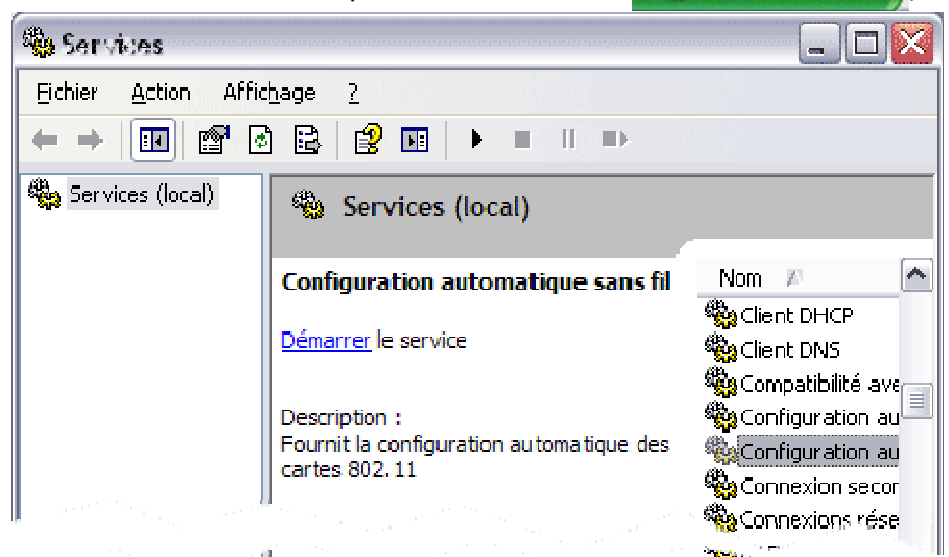 Services
Fichier Action Affichage ?
Services (local)
Services (local)
Configuration automatique sans fil
Démarrer le service
Description :
Fournit la configuration automatique des
cartes 802.11
Nom
Client DHCP
Client DNS
Compatibilité ave
Configuration au
Configuration au
Connexion secon
Connexions rése